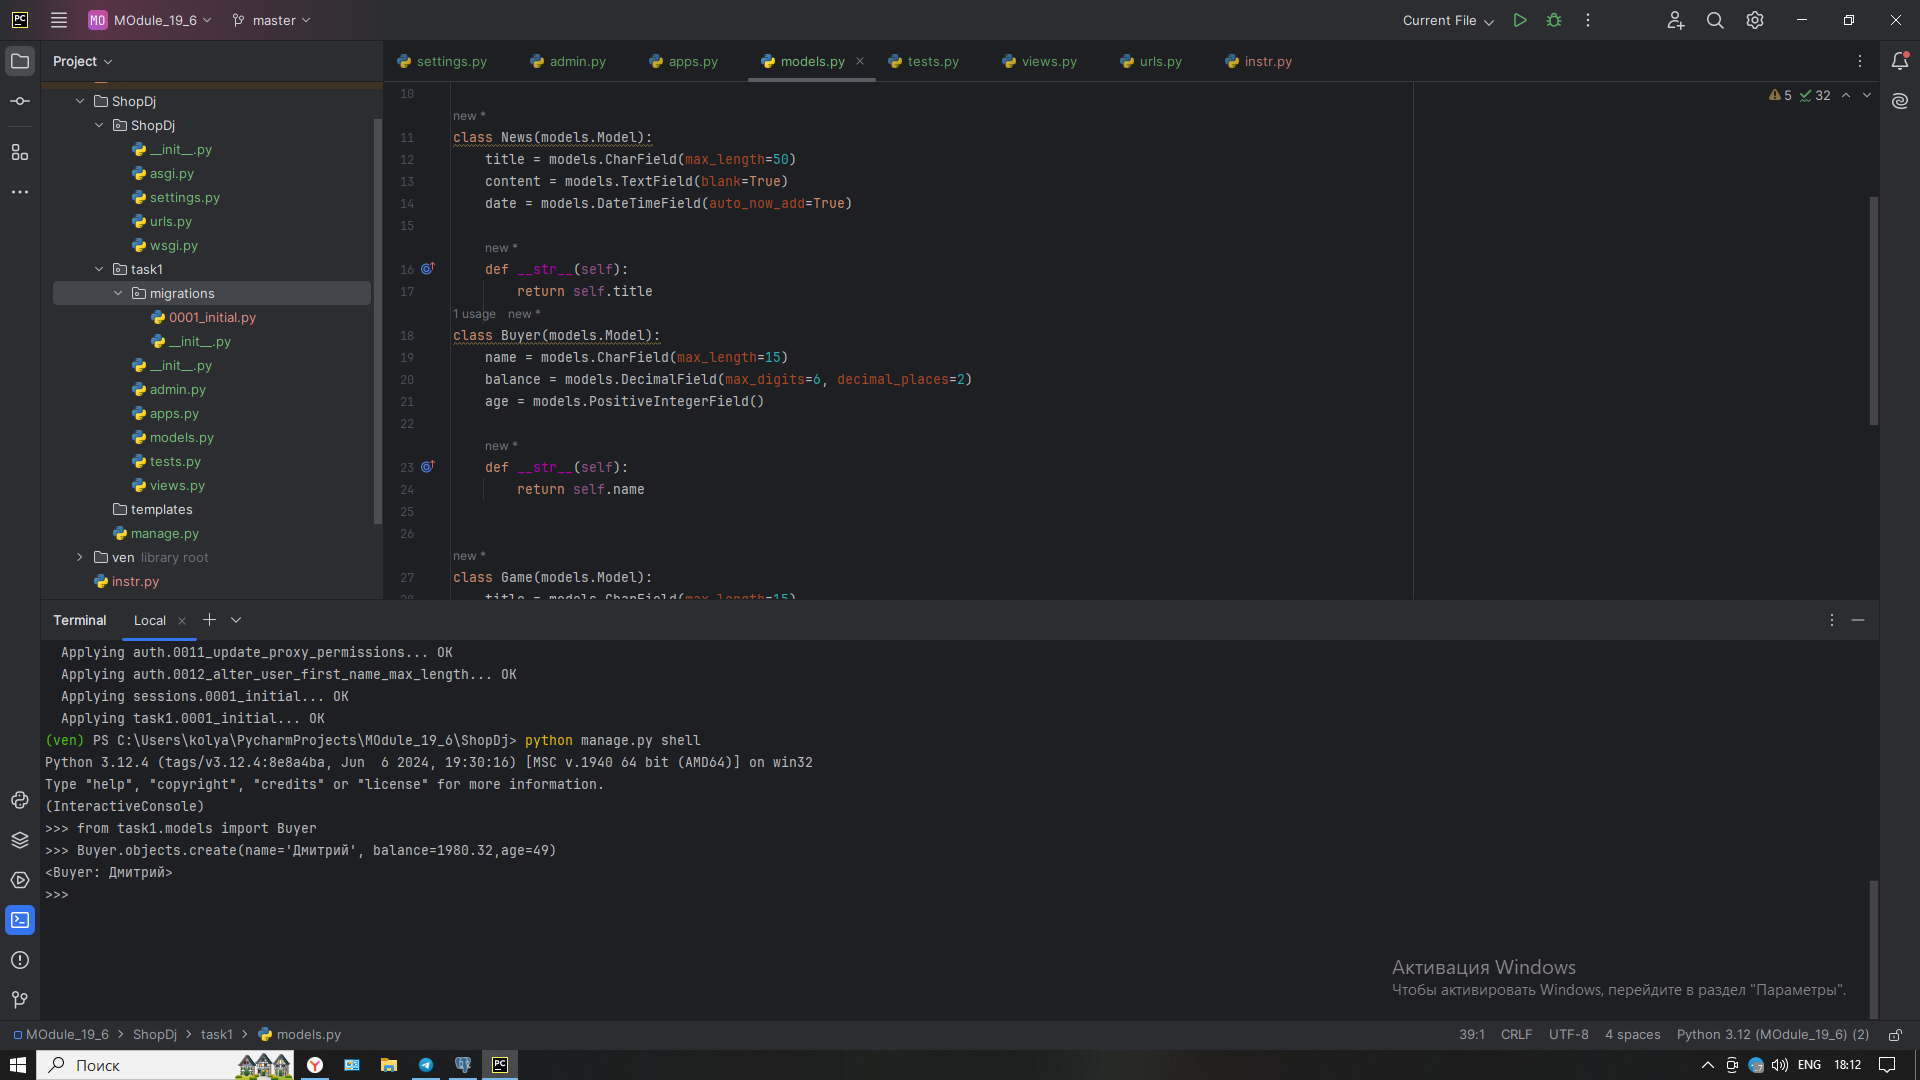 PC
MO MOdule_19_6
master
Current File
Project
settings.py
admin.py
apps.py
models.py
tests.py
views.py
urls.py
instr.py
ShopDj
ShopDj
__init__.py
asgi.py
settings.py
urls.py
wsgi.py
task1
migrations
0001_initial.py
__init__.py
__init__.py
admin.py
apps.py
models.py
tests.py
views.py
templates
manage.py
ven library root
instr.py
5 32
10
new *
11 class News(models.Model):
12 title = models.CharField(max_length=50)
13 content = models.TextField(blank=True)
14 date = models.DateTimeField(auto_now_add=True)
15
new *
16 def __str__(self):
17 return self.title
1 usage new *
18 class Buyer(models.Model):
19 name = models.CharField(max_length=15)
20 balance = models.DecimalField(max_digits=6, decimal_places=2)
21 age = models.PositiveIntegerField()
22
new *
23 def __str__(self):
24 return self.name
25
26
new *
27 class Game(models.Model):
28 title = models.CharField(max_length=15)
Terminal Local
Applying auth.0011_update_proxy_permissions... OK
Applying auth.0012_alter_user_first_name_max_length... OK
Applying sessions.0001_initial... OK
Applying task1.0001_initial... OK
(ven) PS C:\Users\kolya\PycharmProjects\MOdule_19_6\ShopDj> python manage.py shell
Python 3.12.4 (tags/v3.12.4:8e8a4ba, Jun  6 2024, 19:30:16) [MSC v.1940 64 bit (AMD64)] on win32
Type "help", "copyright", "credits" or "license" for more information.
(InteractiveConsole)
>>> from task1.models import Buyer
>>> Buyer.objects.create(name='Дмитрий', balance=1980.32,age=49)
<Buyer: Дмитрий>
>>>
Активация Windows
Чтобы активировать Windows, перейдите в раздел "Параметры".
MOdule_19_6 > ShopDj > task1 > models.py
39:1 CRLF UTF-8 4 spaces Python 3.12 (MOdule_19_6) (2)
Поиск
PC
ENG 18:12